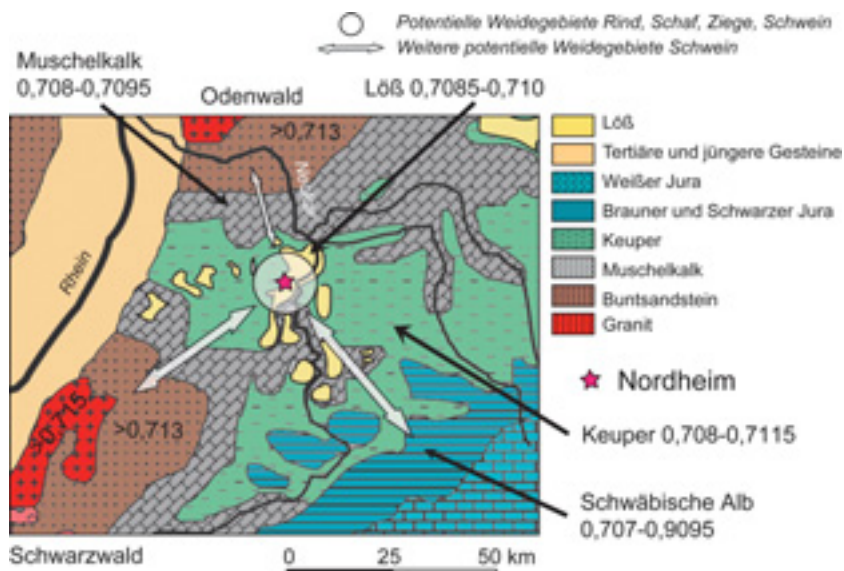 Potentielle Weidegebiete Rind, Schaf, Ziege, Schwein
Weitere potentielle Weidegebiete Schwein
Muschelkalk
0,708-0,7095
Odenwald
Löß 0,7085-0,710
>0,713
Rhein
>0,715
>0,713
Löß
Tertiäre und jüngere Gesteine
Weißer Jura
Brauner und Schwarzer Jura
Keuper
Muschelkalk
Buntsandstein
Granit
Nordheim
Keuper 0,708-0,7115
Schwäbische Alb
0,707-0,9095
Schwarzwald
0 25 50 km